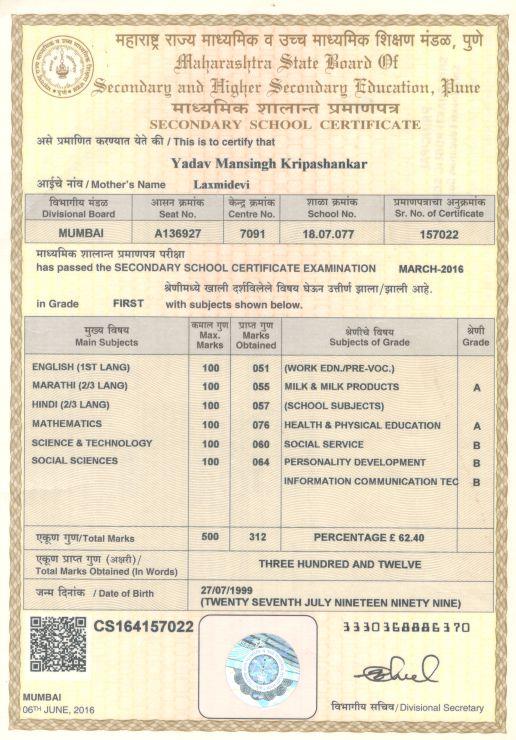 महाराष्ट्र राज्य माध्यमिक व उच्च माध्यमिक शिक्षण मंडळ, पुणे
Maharashtra State Board Of
Secondary and Higher Secondary Education, Pune
माध्यमिक शालान्त प्रमाणपत्र
SECONDARY SCHOOL CERTIFICATE
असे प्रमाणित करण्यात येते की / This is to certify that
Yadav Mansingh Kripashankar
आईचे नांव / Mother's Name Laxmidevi
विभागीय मंडळ आसन क्रमांक केन्द्र क्रमांक शाळा क्रमांक प्रमाणपत्राचा अनुक्रमांक
Divisional Board Seat No. Centre No. School No. Sr. No. of Certificate
MUMBAI A136927 7091 18.07.077 157022
माध्यमिक शालान्त प्रमाणपत्र परीक्षा
has passed the SECONDARY SCHOOL CERTIFICATE EXAMINATION MARCH-2016
श्रेणीमध्ये खाली दर्शविलेले विषय घेऊन उत्तीर्ण झाला/झाली आहे.
in Grade FIRST with subjects shown below.
मुख्य विषय कमाल गुण प्राप्त गुण श्रेणीचे विषय श्रेणी
Main Subjects Max. Marks Marks Obtained Subjects of Grade Grade
ENGLISH (1ST LANG) 100 051 (WORK EDN./PRE-VOC.)
MARATHI (2/3 LANG) 100 055 MILK & MILK PRODUCTS A
HINDI (2/3 LANG) 100 057 (SCHOOL SUBJECTS)
MATHEMATICS 100 076 HEALTH & PHYSICAL EDUCATION A
SCIENCE & TECHNOLOGY 100 060 SOCIAL SERVICE B
SOCIAL SCIENCES 100 064 PERSONALITY DEVELOPMENT B
INFORMATION COMMUNICATION TEC B
एकूण गुण/Total Marks 500 312 PERCENTAGE £ 62.40
एकूण प्राप्त गुण (अक्षरी)/
Total Marks Obtained (In Words) THREE HUNDRED AND TWELVE
जन्म दिनांक / Date of Birth 27/07/1999
(TWENTY SEVENTH JULY NINETEEN NINETY NINE)
CS164157022 3330368886370
MUMBAI
06TH JUNE, 2016 विभागीय सचिव/Divisional Secretary